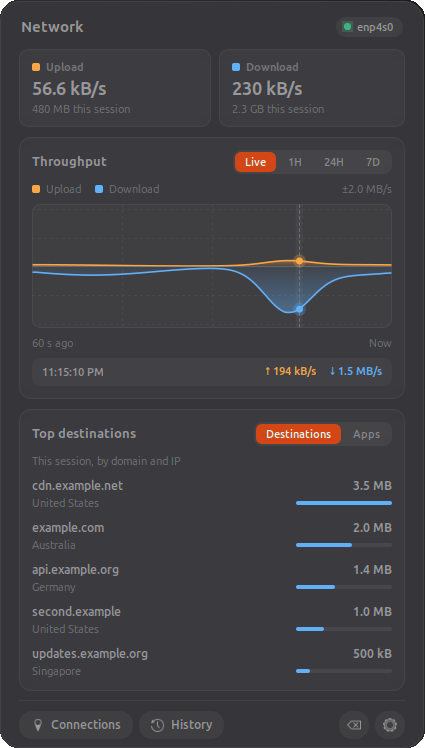 Network
enp4s0
Upload
56.6 kB/s
480 MB this session
Download
230 kB/s
2.3 GB this session
Throughput
Live 1H 24H 7D
Upload Download ±2.0 MB/s
60 s ago Now
11:15:10 PM ↑ 194 kB/s ↓ 1.5 MB/s
Top destinations
Destinations Apps
This session, by domain and IP
cdn.example.net 3.5 MB
United States
example.com 2.0 MB
Australia
api.example.org 1.4 MB
Germany
second.example 1.0 MB
United States
updates.example.org 500 kB
Singapore
Connections History